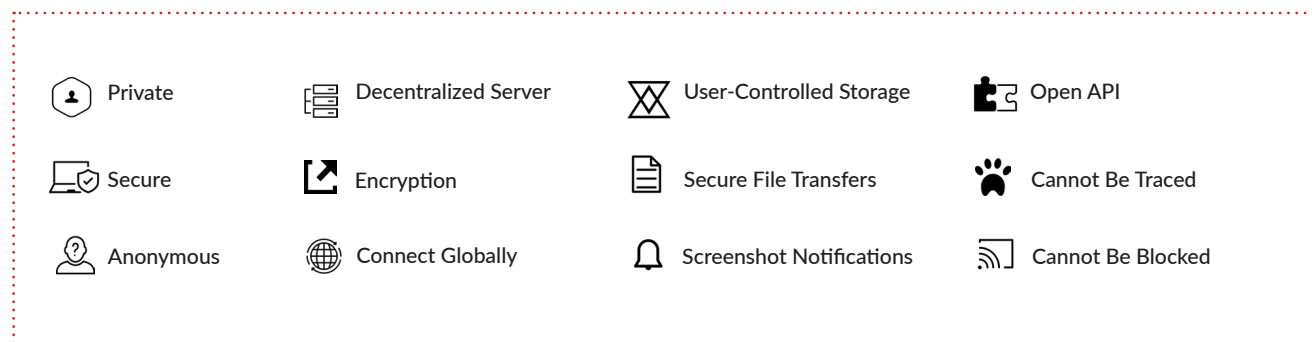 Private
Decentralized Server
User-Controlled Storage
Open API
Secure
Encryption
Secure File Transfers
Cannot Be Traced
Anonymous
Connect Globally
Screenshot Notifications
Cannot Be Blocked